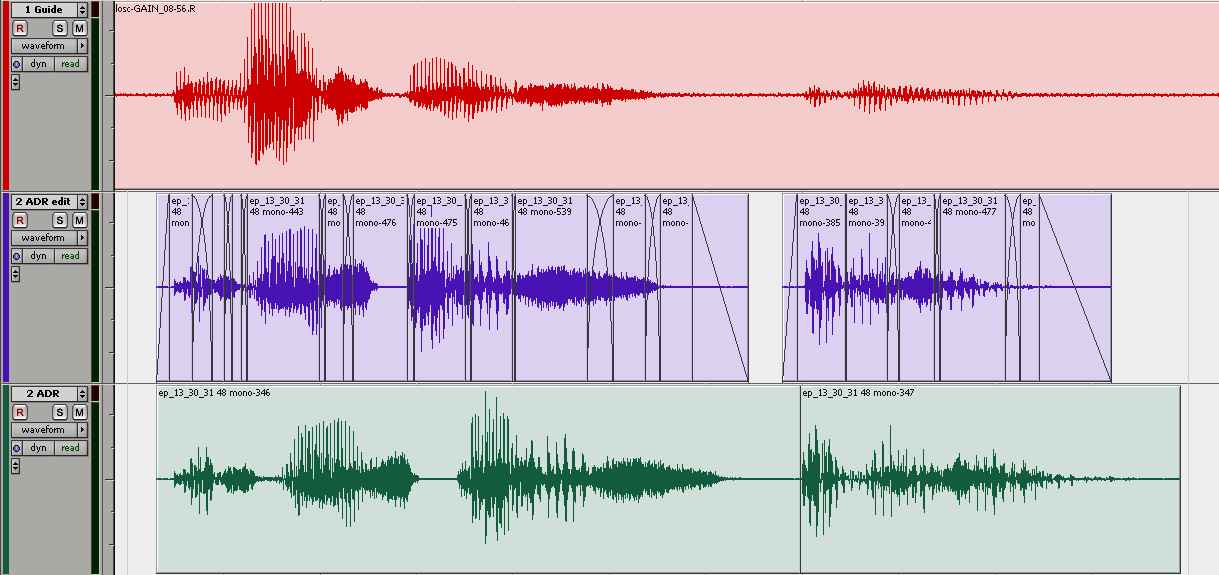 1 Guide
R S M
waveform
dyn read
losc-GAIN_08-56.R
2 ADR edit
R S M
waveform
dyn read
ep_:
48
mon
ep_13_30_31
48 mono-443
ep_
48
mo
ep_13_30_3
48
mono-476
ep_13_30_
48
mono-475
ep_13_3
48
mono-46
ep_13_30_31
48 mono-539
ep_13_
48
mono-
ep_13_
48
mono-
ep_13_30_
48
mono-385
ep_13_3
48
mono-39
ep_13_
48
mono-4
ep_13_30_31
48 mono-477
ep_
48
mo
2 ADR
R S M
waveform
dyn read
ep_13_30_31 48 mono-346
ep_13_30_31 48 mono-347